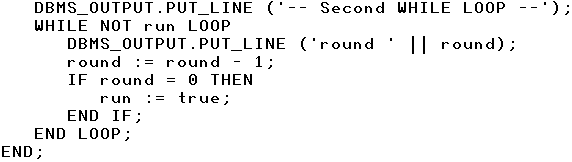 DBMS_OUTPUT.PUT_LINE ('-- Second WHILE LOOP --');
WHILE NOT run LOOP
DBMS_OUTPUT.PUT_LINE ('round ' || round);
round := round - 1;
IF round = 0 THEN
run := true;
END IF;
END LOOP;
END;